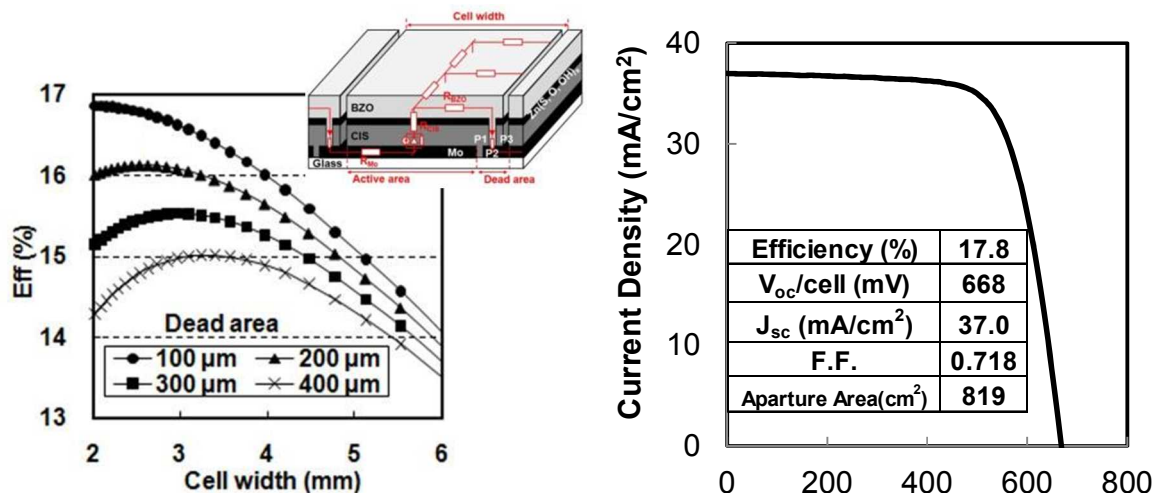 Cell width
BZO
R_BZO
Zn(S, O, OH)
CIS
R_CIS
P1
P3
Glass
R_Mo
Mo
P2
Active area
Dead area
Eff (%)
17
16
15
14
13
Dead area
100 μm
200 μm
300 μm
400 μm
2
3
4
5
6
Cell width (mm)
Current Density (mA/cm²)
40
30
20
10
0
Efficiency (%) 17.8
V_oc/cell (mV) 668
J_sc (mA/cm²) 37.0
F.F. 0.718
Aparture Area(cm²) 819
0
200
400
600
800